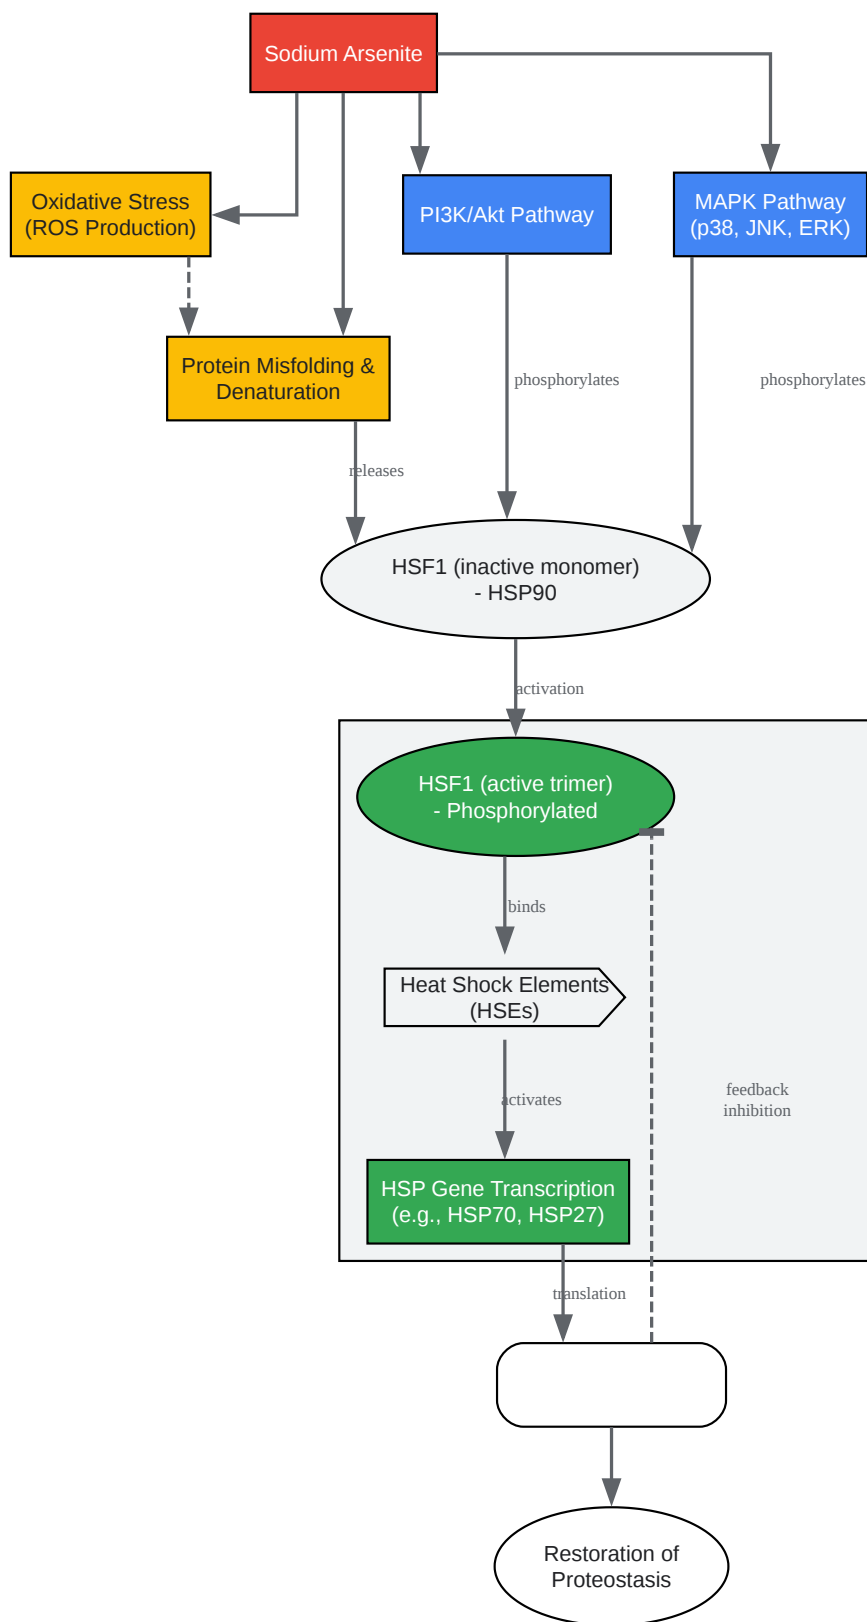 Sodium Arsenite
Oxidative Stress
(ROS Production)
PI3K/Akt Pathway
MAPK Pathway
(p38, JNK, ERK)
Protein Misfolding &
Denaturation
phosphorylates
phosphorylates
releases
HSF1 (inactive monomer)
- HSP90
activation
HSF1 (active trimer)
- Phosphorylated
binds
Heat Shock Elements
(HSEs)
feedback
inhibition
activates
HSP Gene Transcription
(e.g., HSP70, HSP27)
translation
Restoration of
Proteostasis